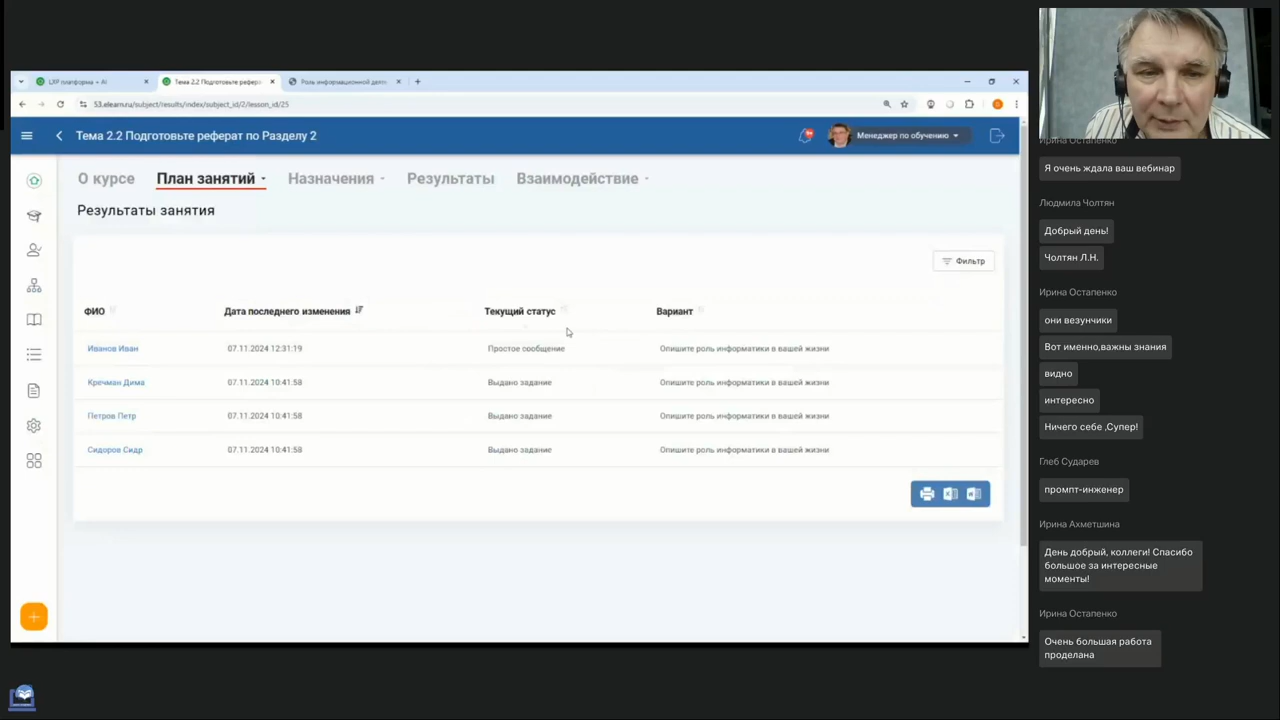 LXP платформа + AI
Тема 2.2 Подготовьте рефера
Роль информационной деят
53.elearn.ru/subject/results/index/subject_id/2/lesson_id/25
Тема 2.2 Подготовьте реферат по Разделу 2
Менеджер по обучению
О курсе
План занятий
Назначения
Результаты
Взаимодействие
Результаты занятия
Фильтр
ФИО Дата последнего изменения Текущий статус Вариант
Иванов Иван 07.11.2024 12:31:19 Простое сообщение Опишите роль информатики в вашей жизни
Кречман Дима 07.11.2024 10:41:58 Выдано задание Опишите роль информатики в вашей жизни
Петров Петр 07.11.2024 10:41:58 Выдано задание Опишите роль информатики в вашей жизни
Сидоров Сидр 07.11.2024 10:41:58 Выдано задание Опишите роль информатики в вашей жизни
Ирина Остапенко
Я очень ждала ваш вебинар
Людмила Чолтян
Добрый день!
Чолтян Л.Н.
Ирина Остапенко
они везунчики
Вот именно,важны знания
видно
интересно
Ничего себе ,Супер!
Глеб Сударев
промпт-инженер
Ирина Ахметшина
День добрый, коллеги! Спасибо
большое за интересные
моменты!
Ирина Остапенко
Очень большая работа
проделана